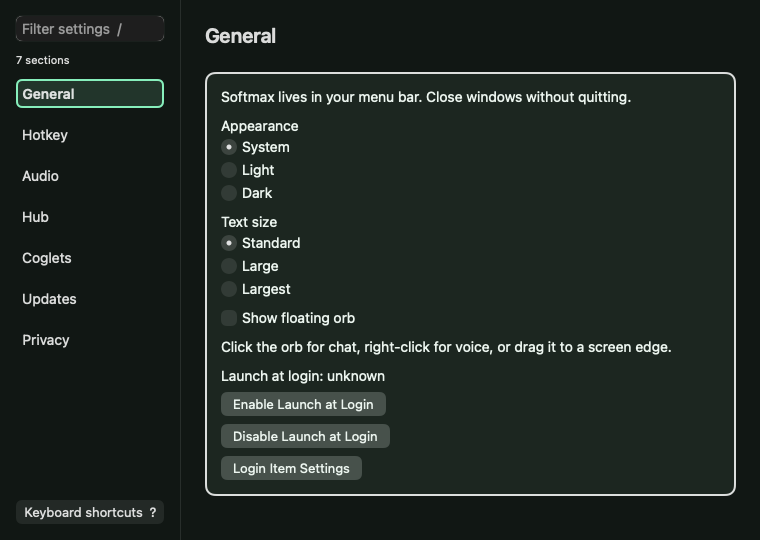 Filter settings /
7 sections
General
Hotkey
Audio
Hub
Coglets
Updates
Privacy
Keyboard shortcuts ?
General
Softmax lives in your menu bar. Close windows without quitting.
Appearance
System
Light
Dark
Text size
Standard
Large
Largest
Show floating orb
Click the orb for chat, right-click for voice, or drag it to a screen edge.
Launch at login: unknown
Enable Launch at Login
Disable Launch at Login
Login Item Settings